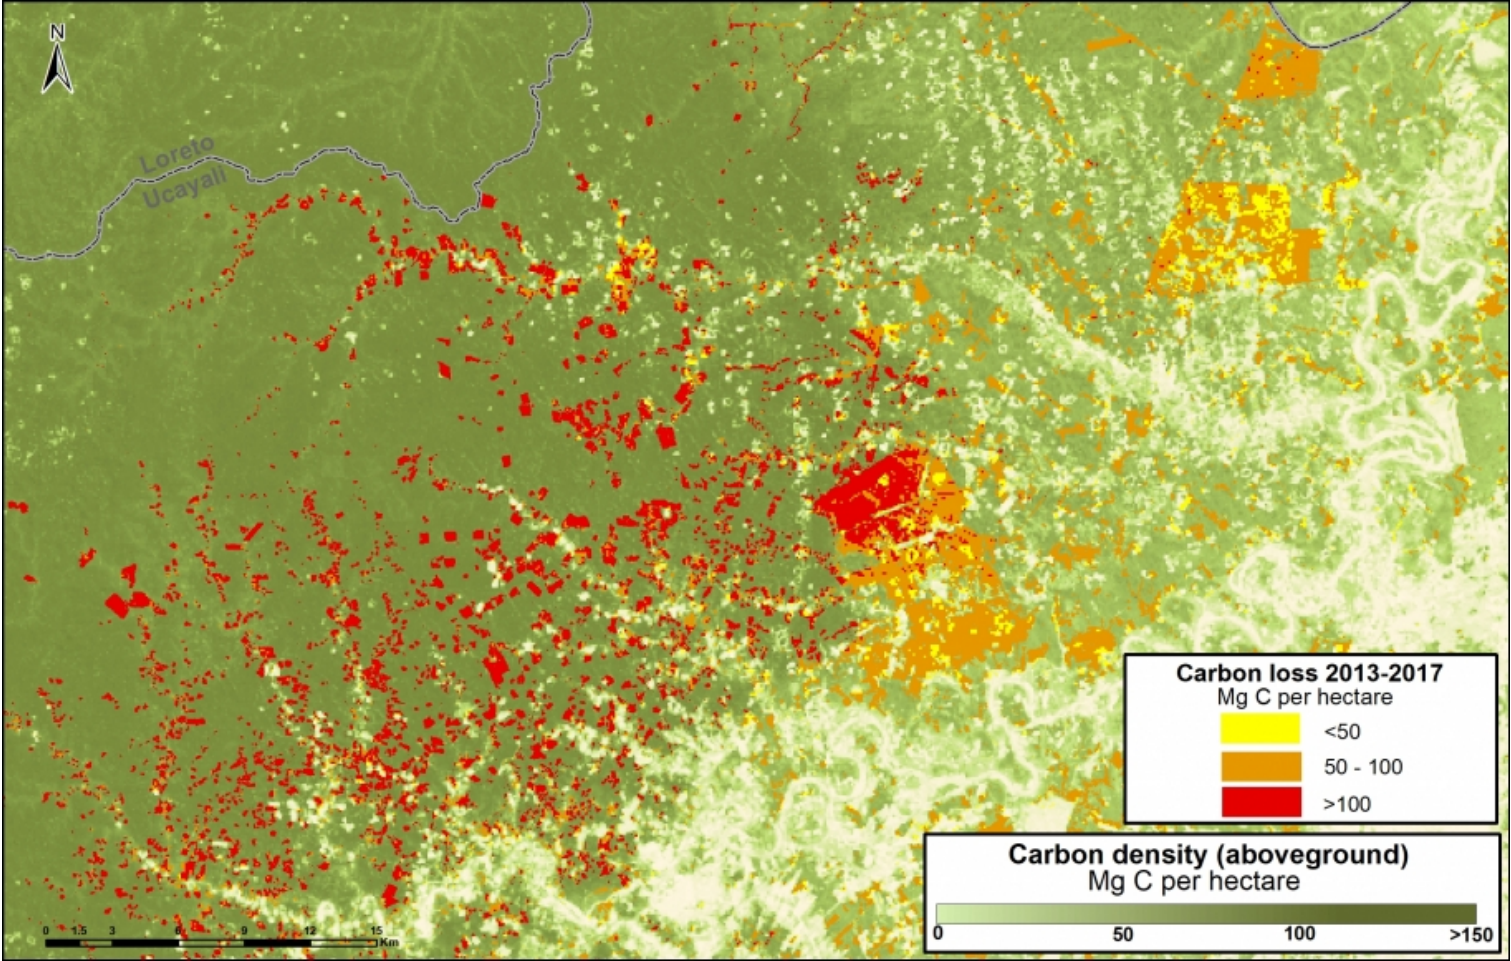 N
Loreto
Ucayali
Carbon loss 2013-2017
Mg C per hectare
<50
50 - 100
>100
Carbon density (aboveground)
Mg C per hectare
0 50 100 >150
0 1.5 3 6 9 12 15
Km